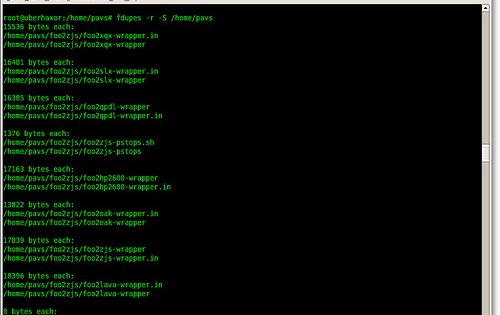 root@uberhaxor:/home/pavs# fdupes -r -S /home/pavs
15536 bytes each:
/home/pavs/foo2zjs/foo2xqx-wrapper.in
/home/pavs/foo2zjs/foo2xqx-wrapper
16481 bytes each:
/home/pavs/foo2zjs/foo2slx-wrapper.in
/home/pavs/foo2zjs/foo2slx-wrapper
16385 bytes each:
/home/pavs/foo2zjs/foo2qpdl-wrapper
/home/pavs/foo2zjs/foo2qpdl-wrapper.in
1376 bytes each:
/home/pavs/foo2zjs/foo2zjs-pstops.sh
/home/pavs/foo2zjs/foo2zjs-pstops
17163 bytes each:
/home/pavs/foo2zjs/foo2hp2600-wrapper
/home/pavs/foo2zjs/foo2hp2600-wrapper.in
13822 bytes each:
/home/pavs/foo2zjs/foo2oak-wrapper.in
/home/pavs/foo2zjs/foo2oak-wrapper
17839 bytes each:
/home/pavs/foo2zjs/foo2zjs-wrapper
/home/pavs/foo2zjs/foo2zjs-wrapper.in
18396 bytes each:
/home/pavs/foo2zjs/foo2lava-wrapper.in
/home/pavs/foo2zjs/foo2lava-wrapper
0 bytes each: